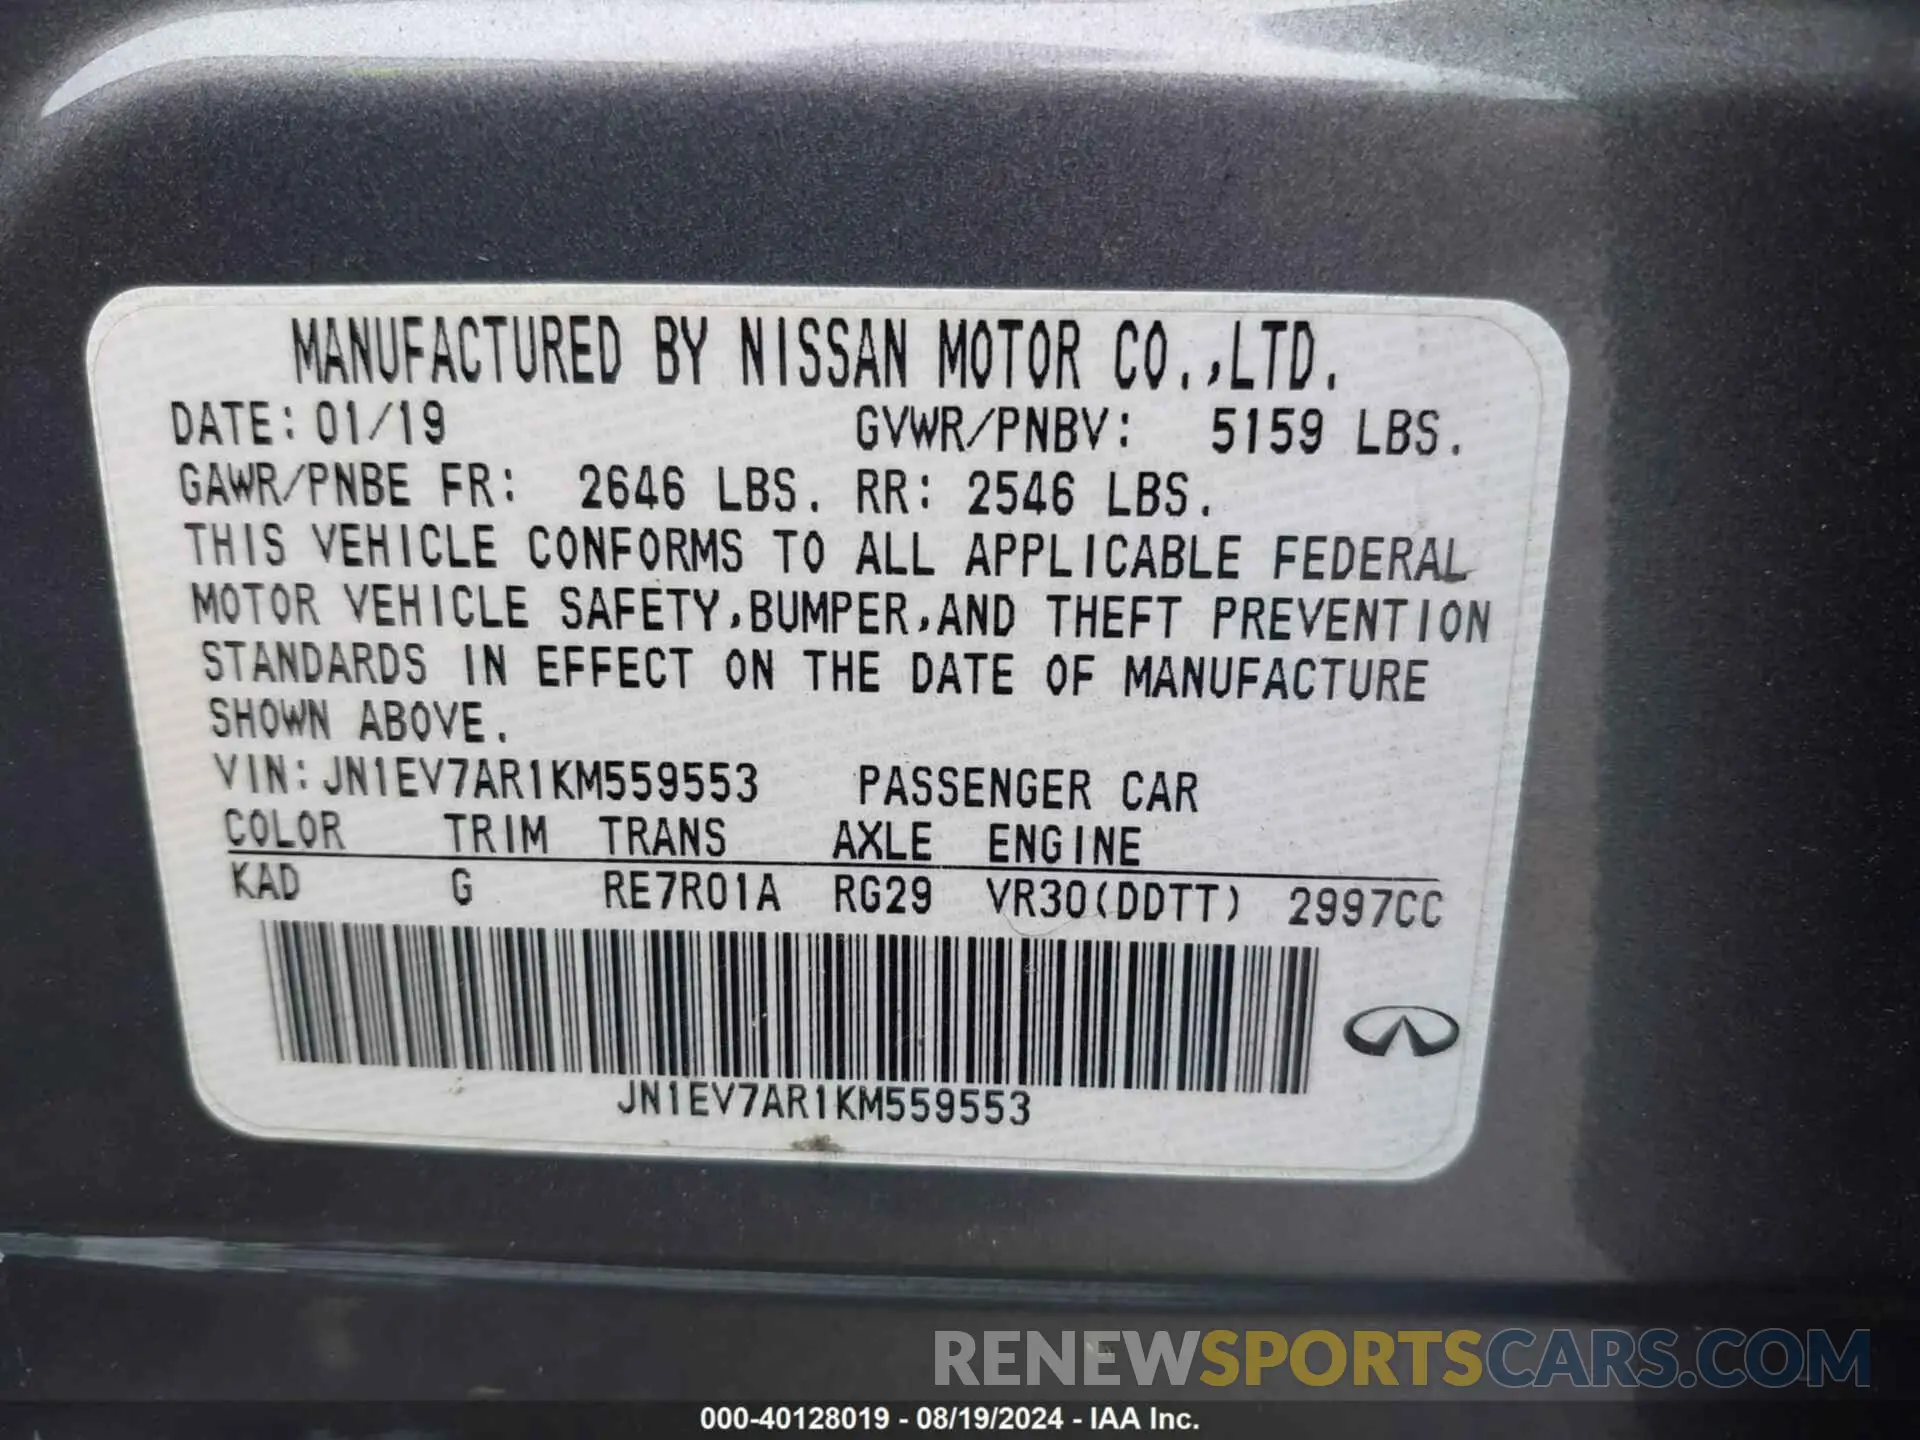 MANUFACTURED BY NISSAN MOTOR CO.,LTD.
DATE: 01/19 GVWR/PNBV: 5159 LBS.
GAWR/PNBE FR: 2646 LBS. RR: 2546 LBS.
THIS VEHICLE CONFORMS TO ALL APPLICABLE FEDERAL
MOTOR VEHICLE SAFETY,BUMPER,AND THEFT PREVENTION
STANDARDS IN EFFECT ON THE DATE OF MANUFACTURE
SHOWN ABOVE.
VIN: JN1EV7AR1KM559553 PASSENGER CAR
COLOR TRIM TRANS AXLE ENGINE
KAD G RE7R01A RG29 VR30(DDTT) 2997CC
JN1EV7AR1KM559553
RENEWSPORTSCARS.COM
000-40128019 - 08/19/2024 - IAA Inc.